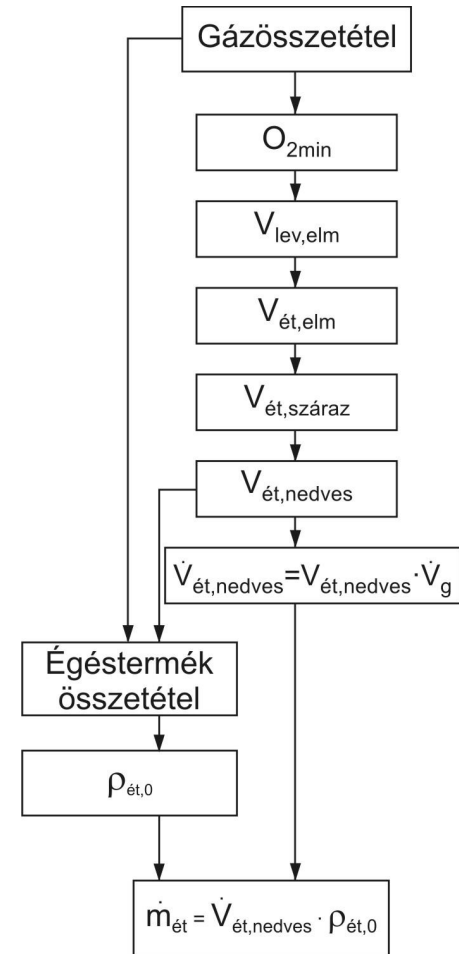 Gázösszetétel
O2min
Vlev,elm
Vét,elm
Vét,száraz
Vét,nedves
V̇ét,nedves=Vét,nedves·V̇g
Égéstermék
összetétel
ρét,0
ṁét = V̇ét,nedves · ρét,0